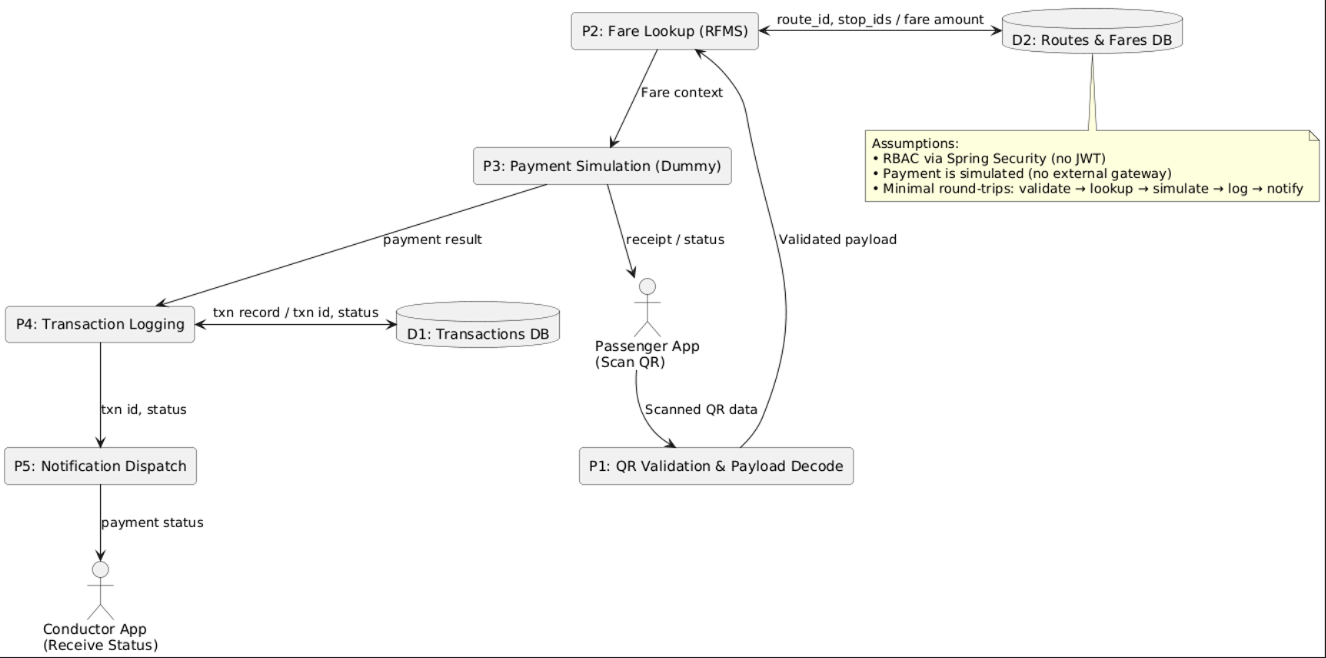 route_id, stop_ids / fare amount
P2: Fare Lookup (RFMS)
D2: Routes & Fares DB
Fare context
Assumptions:
• RBAC via Spring Security (no JWT)
• Payment is simulated (no external gateway)
• Minimal round-trips: validate → lookup → simulate → log → notify
P3: Payment Simulation (Dummy)
payment result
receipt / status
Validated payload
P4: Transaction Logging
txn record / txn id, status
D1: Transactions DB
Passenger App
(Scan QR)
txn id, status
Scanned QR data
P5: Notification Dispatch
P1: QR Validation & Payload Decode
payment status
Conductor App
(Receive Status)